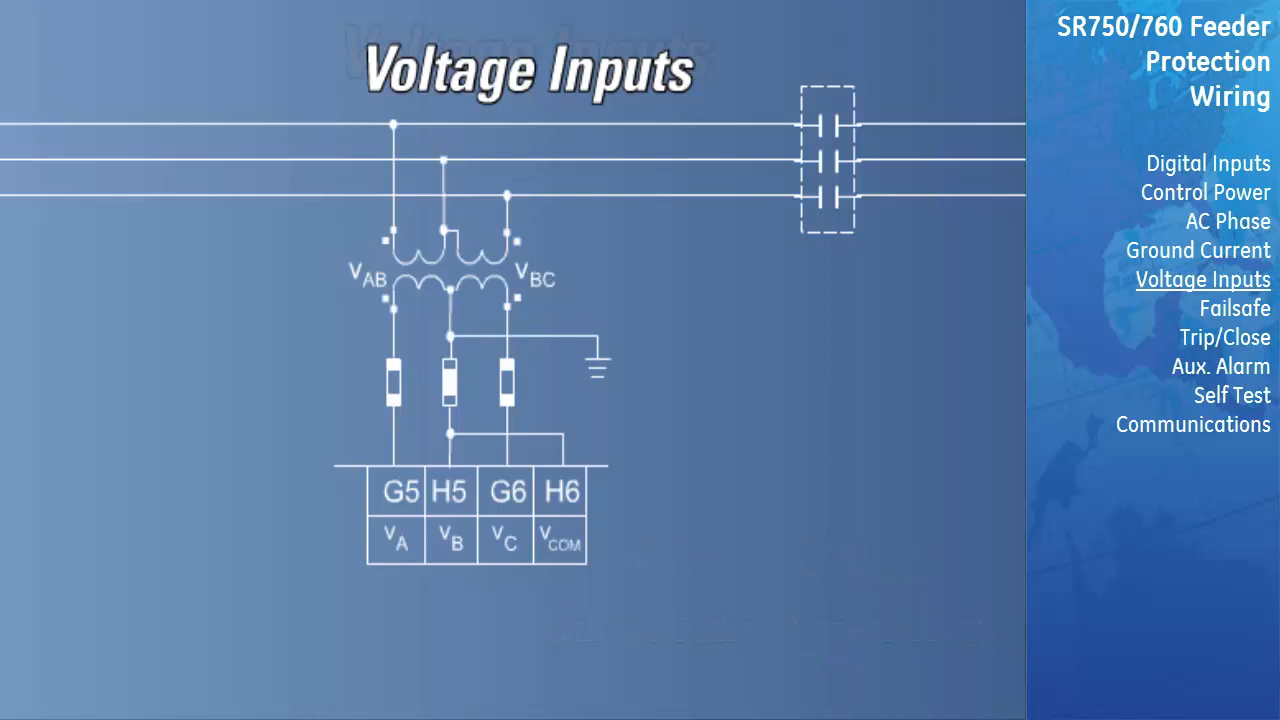 Voltage Inputs
VAB
VBC
G5 H5 G6 H6
VA VB VC VCOM
SR750/760 Feeder
Protection
Wiring
Digital Inputs
Control Power
AC Phase
Ground Current
Voltage Inputs
Failsafe
Trip/Close
Aux. Alarm
Self Test
Communications